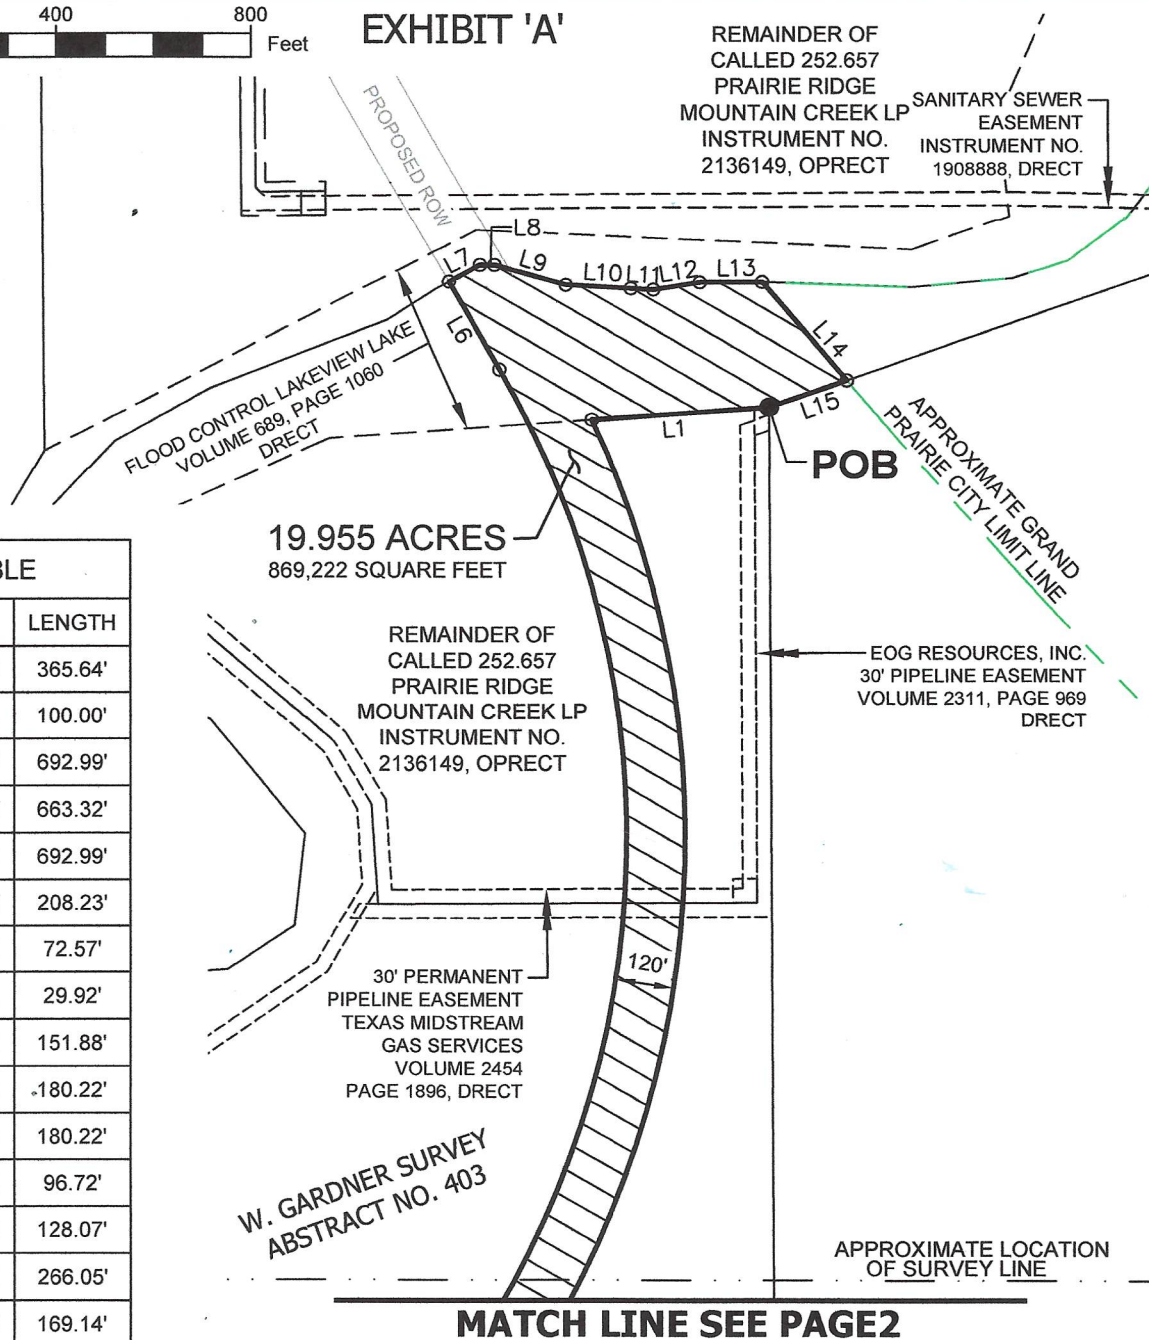 400
800
Feet
EXHIBIT 'A'
REMAINDER OF
CALLED 252.657
PRAIRIE RIDGE
MOUNTAIN CREEK LP
INSTRUMENT NO.
2136149, OPRECT
SANITARY SEWER
EASEMENT
INSTRUMENT NO.
1908888, DRECT
PROPOSED ROW
L8
L7
L9
L10
L11
L12
L13
L6
L14
L15
L1
FLOOD CONTROL LAKEVIEW LAKE
VOLUME 689, PAGE 1060
DRECT
POB
APPROXIMATE GRAND
PRAIRIE CITY LIMIT LINE
19.955 ACRES
869,222 SQUARE FEET
BLE
LENGTH
365.64'
100.00'
692.99'
663.32'
692.99'
208.23'
72.57'
29.92'
151.88'
180.22'
180.22'
96.72'
128.07'
266.05'
169.14'
REMAINDER OF
CALLED 252.657
PRAIRIE RIDGE
MOUNTAIN CREEK LP
INSTRUMENT NO.
2136149, OPRECT
EOG RESOURCES, INC.
30' PIPELINE EASEMENT
VOLUME 2311, PAGE 969
DRECT
120'
30' PERMANENT
PIPELINE EASEMENT
TEXAS MIDSTREAM
GAS SERVICES
VOLUME 2454
PAGE 1896, DRECT
W. GARDNER SURVEY
ABSTRACT NO. 403
APPROXIMATE LOCATION
OF SURVEY LINE
MATCH LINE SEE PAGE2